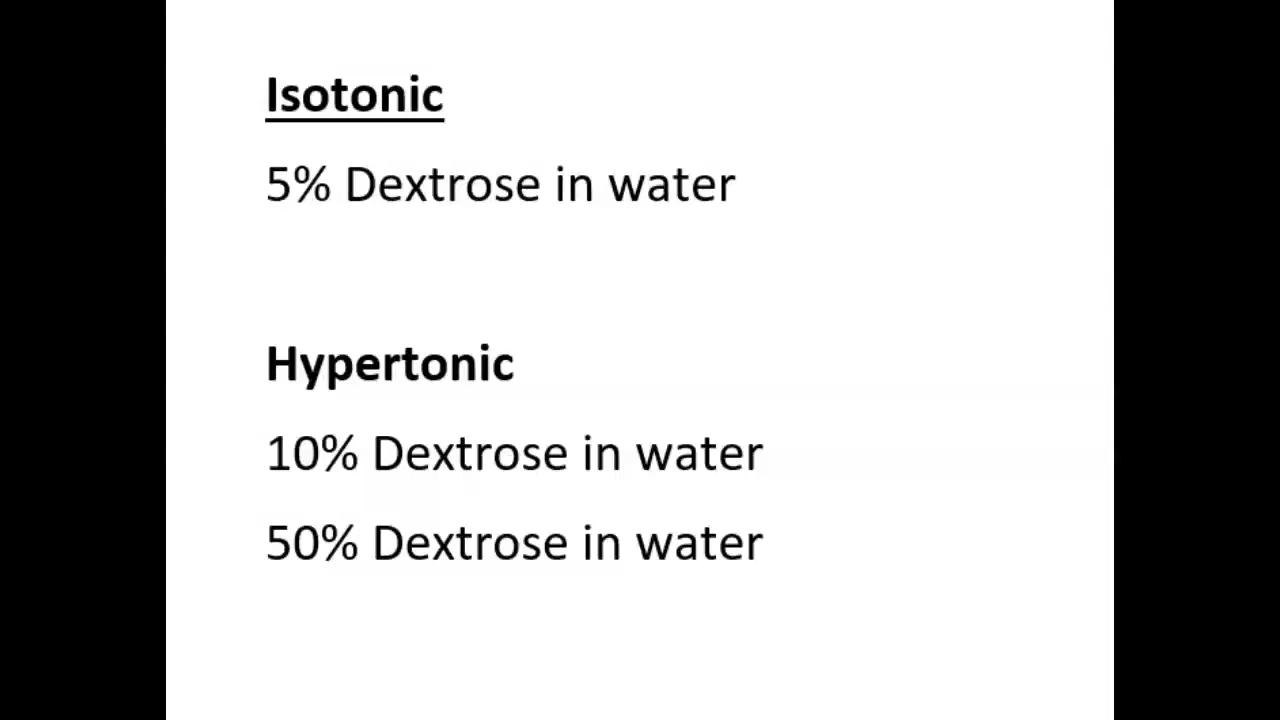 Isotonic
5% Dextrose in water
Hypertonic
10% Dextrose in water
50% Dextrose in water